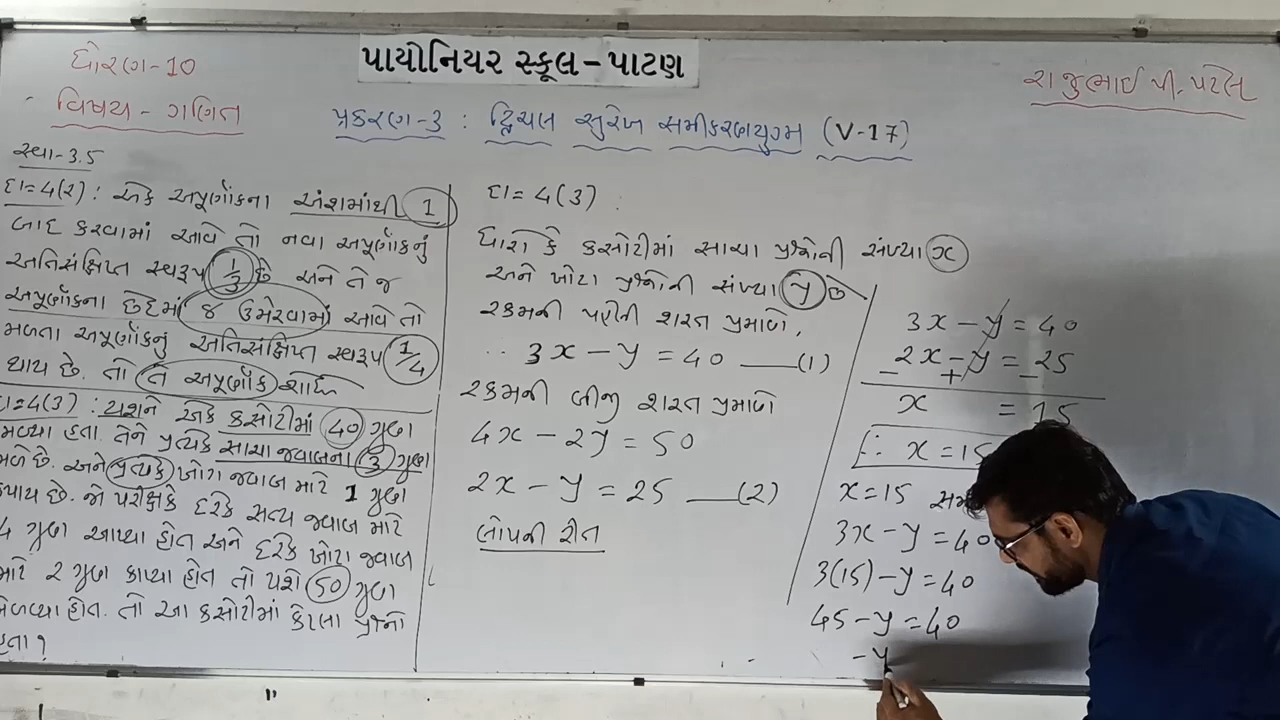 પાયોનિયર સ્કૂલ - પાટણ
ધોરણ-10
વિષય - ગણિત
રાજુભાઈ પી. પટેલ
પ્રકરણ-3 : દ્વિચલ સુરેખ સમીકરણયુગ્મ (V-17)
સ્વા-3.5
દા=4(2) : એક અપૂર્ણાંકના અંશમાંથી 1
બાદ કરવામાં આવે તો નવા અપૂર્ણાંકનું
અતિસંક્ષિપ્ત સ્વરૂપ 1/3 છે અને તે જ
અપૂર્ણાંકના છેદમાં ૪ ઉમેરવામાં આવે તો
મળતા અપૂર્ણાંકનું અતિસંક્ષિપ્ત સ્વરૂપ 1/4
થાય છે. તો તે અપૂર્ણાંક શોધો
દા=4(3) : યશને એક કસોટીમાં 40 ગુણ
મળ્યા હતા. તેને પ્રત્યેક સાચા જવાબના 3 ગુણ
મળે છે. અને પ્રત્યેક ખોટા જવાબ માટે 1 ગુણ
કપાય છે. જો પરીક્ષકે દરેક સત્ય જવાબ માટે
4 ગુણ આપ્યા હોત અને દરેક ખોટા જવાબ
માટે 2 ગુણ કાપ્યા હોત તો યશે 50 ગુણ
મેળવ્યા હોત. તો આ કસોટીમાં કેટલા પ્રશ્નો
હતા ?
દા= 4(3) :
ધારો કે કસોટીમાં સાચા પ્રશ્નોની સંખ્યા x
અને ખોટા પ્રશ્નોની સંખ્યા y છે
રકમની પહેલી શરત પ્રમાણે,
∴ 3x - y = 40 ___(1)
રકમની બીજી શરત પ્રમાણે
4x - 2y = 50
2x - y = 25 ___(2)
લોપની રીત
3x - y = 40
2x - y = 25
- + -
x = 15
∴ x = 15
x = 15
3x - y = 40
3(15) - y = 40
45 - y = 40
- y